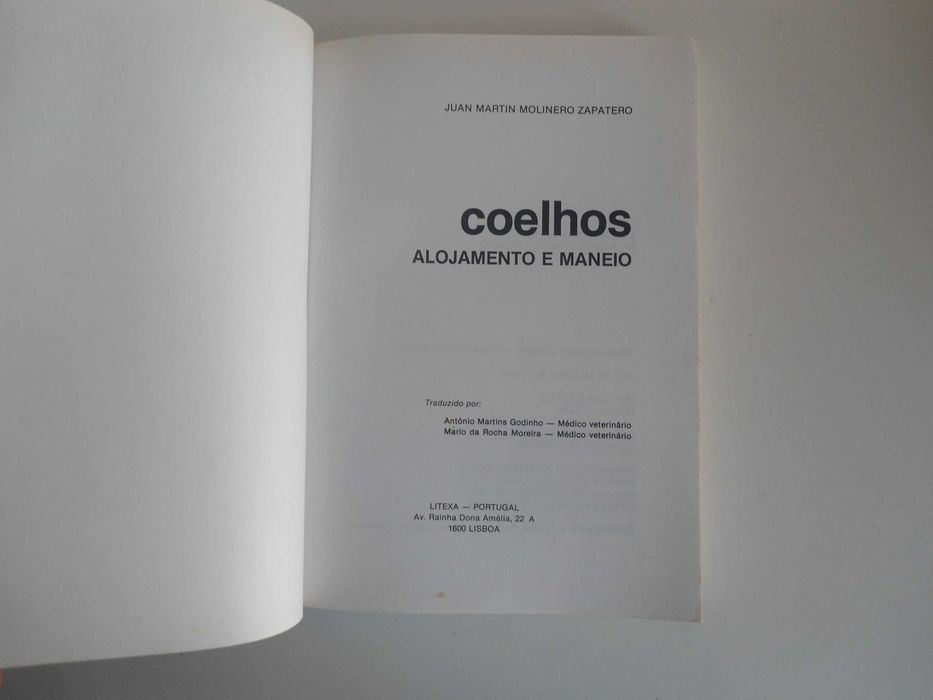 JUAN MARTIN MOLINERO ZAPATERO
coelhos
ALOJAMENTO E MANEIO
Traduzido por:
António Martins Godinho — Médico veterinário
Mário da Rocha Moreira — Médico veterinário
LITEXA — PORTUGAL
Av. Rainha Dona Amélia, 22 A
1600 LISBOA